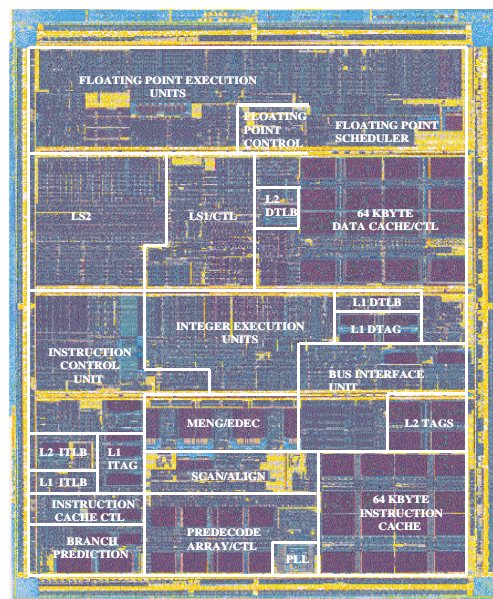 FLOATING POINT EXECUTION
UNITS
FLOATING
POINT
CONTROL
FLOATING POINT
SCHEDULER
LS2
LS1/CTL
L2
DTLB
64 KBYTE
DATA CACHE/CTL
L1 DTLB
L1 DTAG
INTEGER EXECUTION
UNITS
INSTRUCTION
CONTROL
UNIT
BUS INTERFACE
UNIT
MENG/EDEC
L2 TAGS
L2 ITLB
L1
ITAG
L1 ITLB
SCAN/ALIGN
INSTRUCTION
CACHE CTL
64 KBYTE
INSTRUCTION
CACHE
BRANCH
PREDICTION
PREDECODE
ARRAY/CTL
PLL